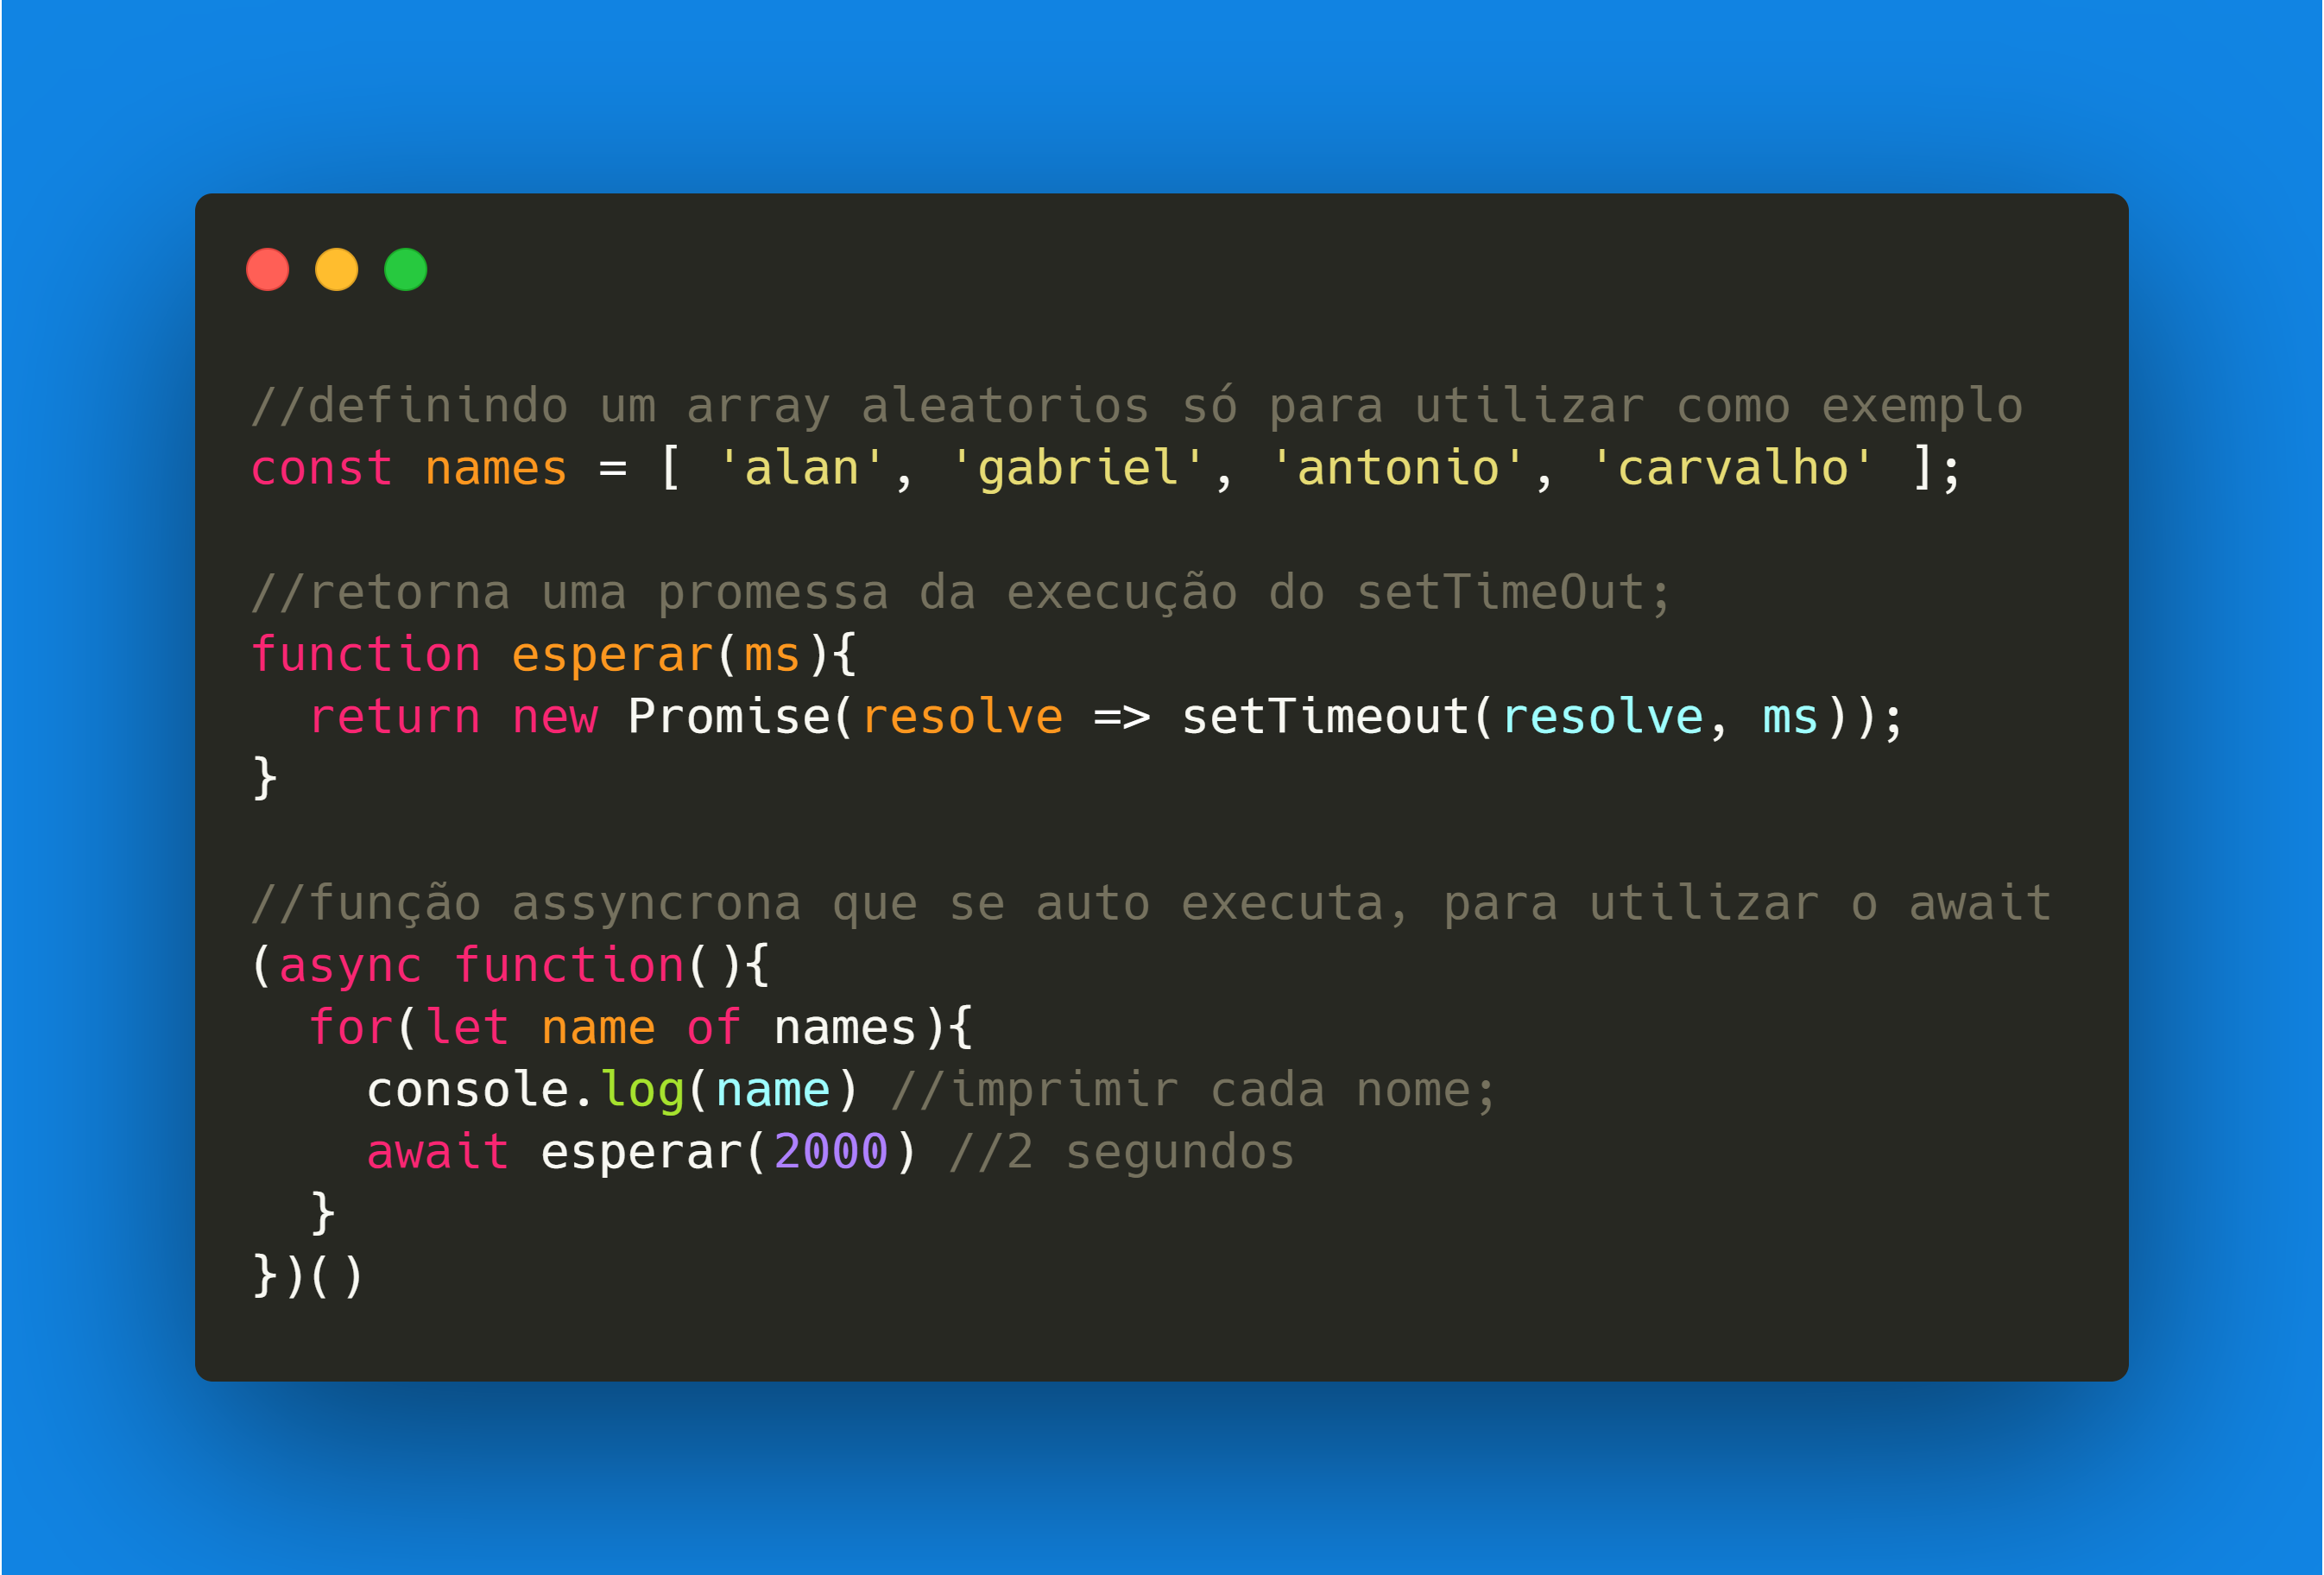 //definindo um array aleatorios só para utilizar como exemplo
const names = [ 'alan', 'gabriel', 'antonio', 'carvalho' ];
//retorna uma promessa da execução do setTimeOut;
function esperar(ms){
  return new Promise(resolve => setTimeout(resolve, ms));
}
//função assyncrona que se auto executa, para utilizar o await
(async function(){
  for(let name of names){
    console.log(name) //imprimir cada nome;
    await esperar(2000) //2 segundos
  }
})()